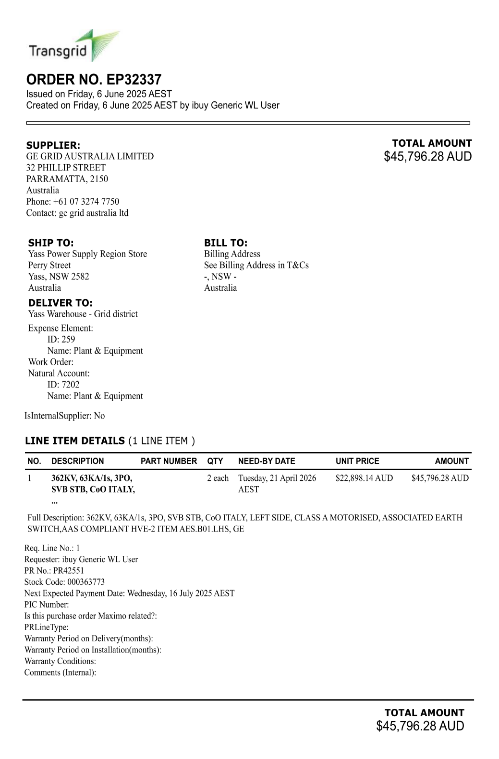 Transgrid
ORDER NO. EP32337
Issued on Friday, 6 June 2025 AEST
Created on Friday, 6 June 2025 AEST by ibuy Generic WL User
SUPPLIER:
GE GRID AUSTRALIA LIMITED
32 PHILLIP STREET
PARRAMATTA, 2150
Australia
Phone: +61 07 3274 7750
Contact: ge grid australia ltd
TOTAL AMOUNT
$45,796.28 AUD
SHIP TO:
Yass Power Supply Region Store
Perry Street
Yass, NSW 2582
Australia
BILL TO:
Billing Address
See Billing Address in T&Cs
-, NSW -
Australia
DELIVER TO:
Yass Warehouse - Grid district
Expense Element:
ID: 259
Name: Plant & Equipment
Work Order:
Natural Account:
ID: 7202
Name: Plant & Equipment
IsInternalSupplier: No
LINE ITEM DETAILS (1 LINE ITEM )
NO. DESCRIPTION PART NUMBER QTY NEED-BY DATE UNIT PRICE AMOUNT
1 362KV, 63KA/1s, 3PO, 2 each Tuesday, 21 April 2026 $22,898.14 AUD $45,796.28 AUD
SVB STB, CoO ITALY, AEST
...
Full Description: 362KV, 63KA/1s, 3PO, SVB STB, CoO ITALY, LEFT SIDE, CLASS A MOTORISED, ASSOCIATED EARTH
SWITCH,AAS COMPLIANT HVE-2 ITEM AES.B01.LHS, GE
Req. Line No.: 1
Requester: ibuy Generic WL User
PR No.: PR42551
Stock Code: 000363773
Next Expected Payment Date: Wednesday, 16 July 2025 AEST
PIC Number:
Is this purchase order Maximo related?:
PRLineType:
Warranty Period on Delivery(months):
Warranty Period on Installation(months):
Warranty Conditions:
Comments (Internal):
TOTAL AMOUNT
$45,796.28 AUD